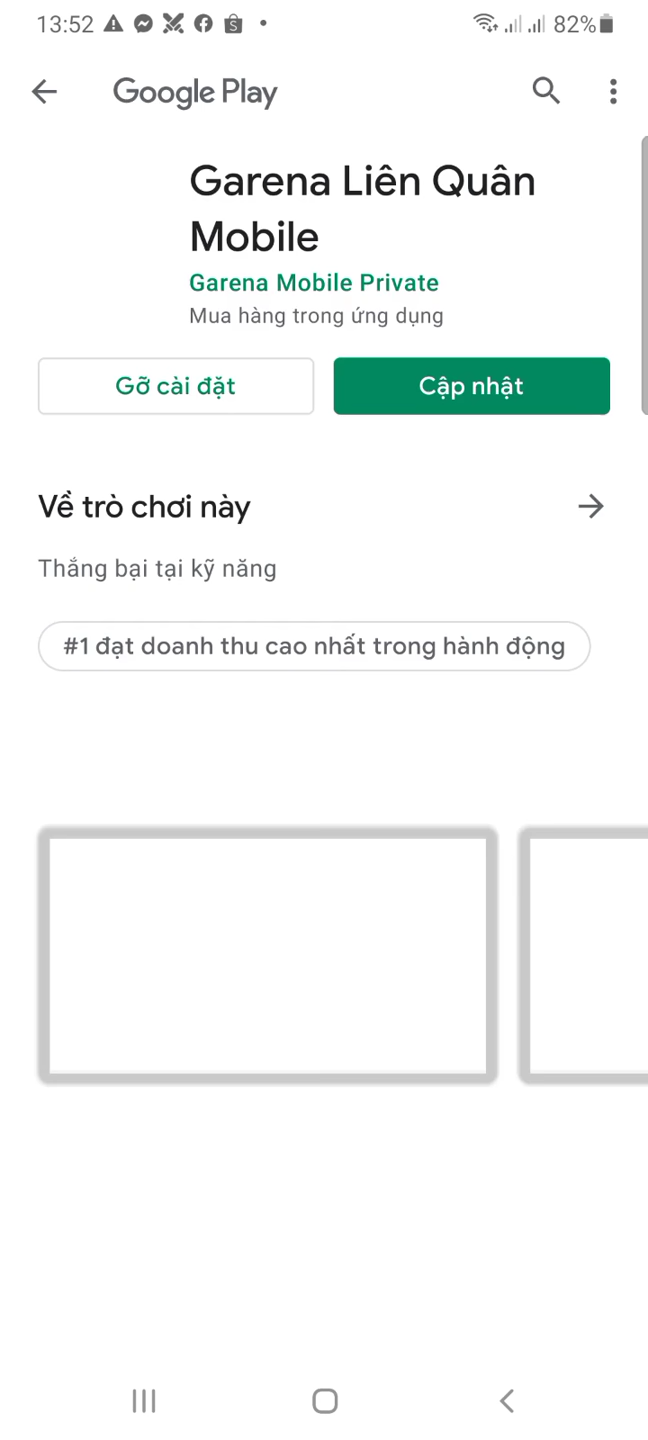 13:52 82%
Google Play
Garena Liên Quân
Mobile
Garena Mobile Private
Mua hàng trong ứng dụng
Gỡ cài đặt Cập nhật
Về trò chơi này
Thắng bại tại kỹ năng
#1 đạt doanh thu cao nhất trong hành động